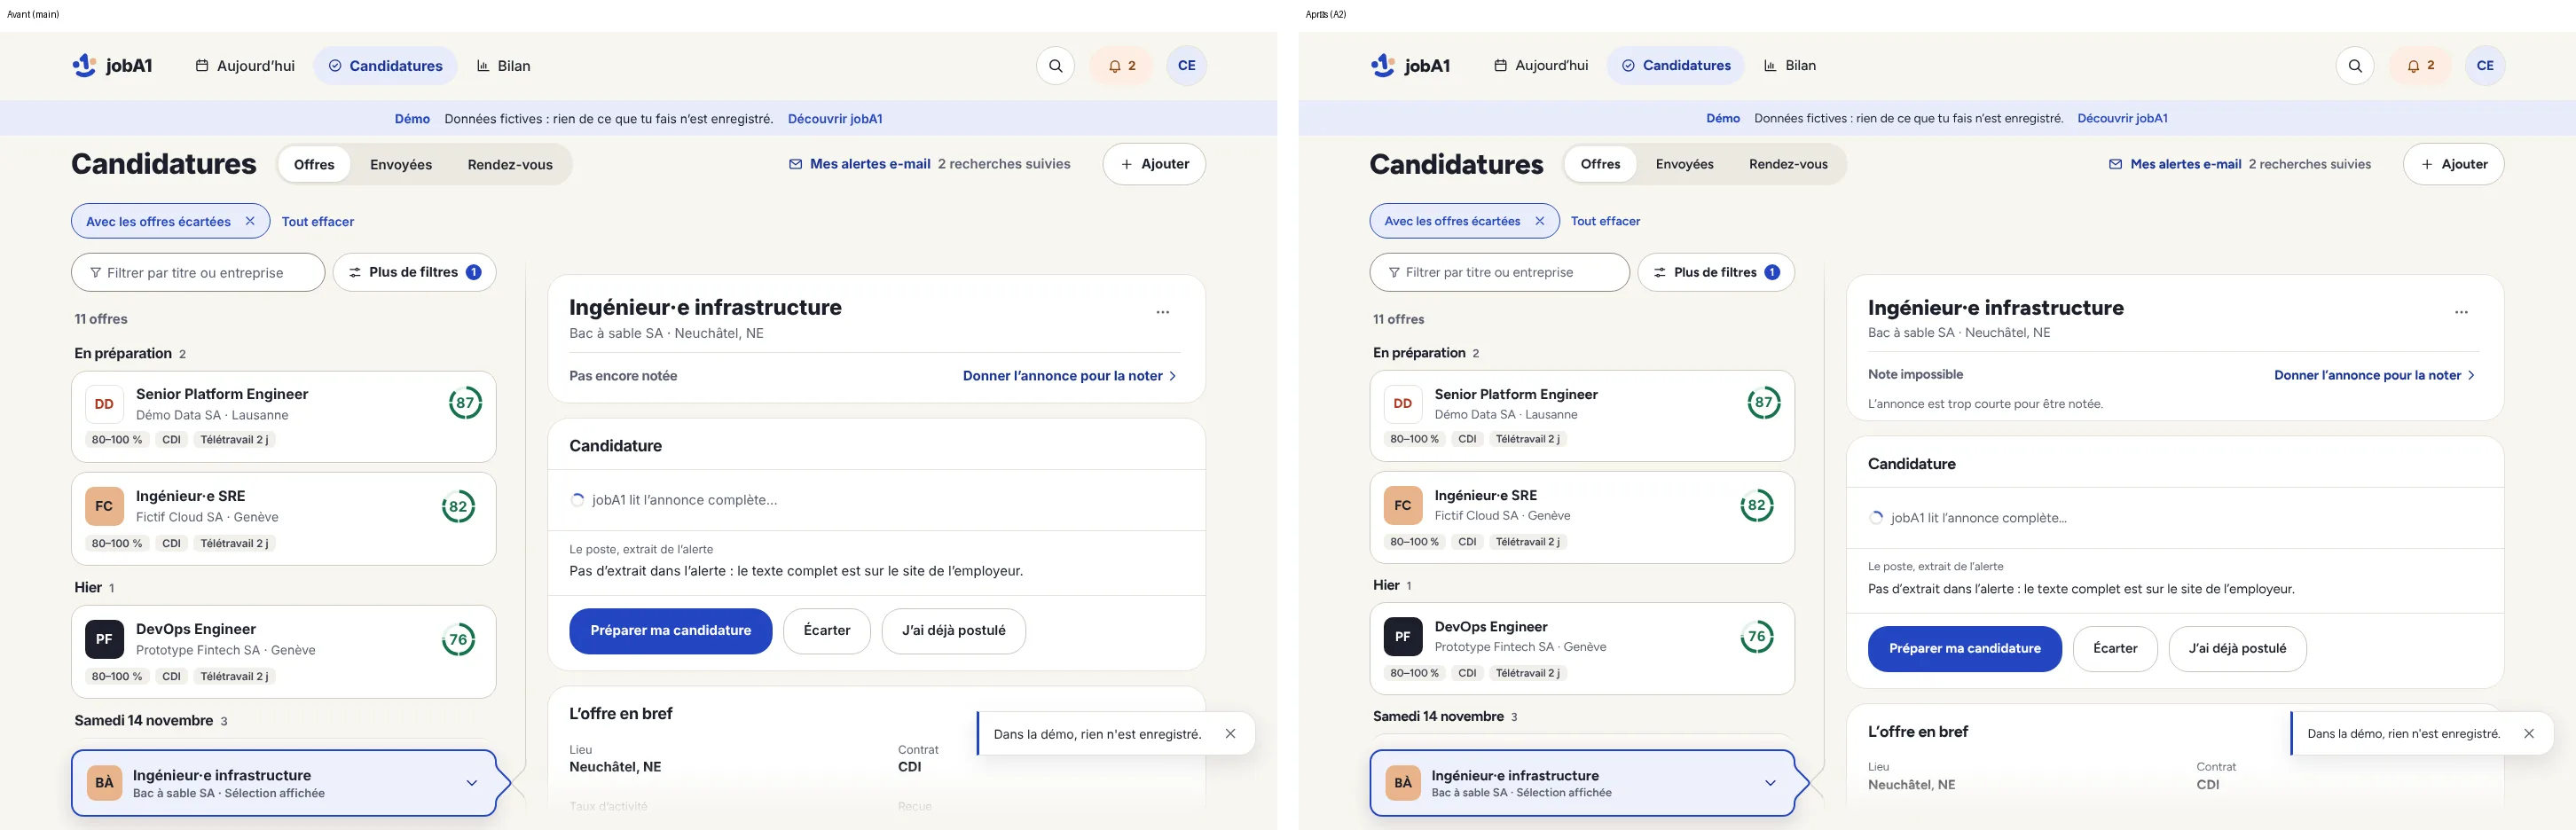 Avant (main)
jobA1
Aujourd'hui
Candidatures
Bilan
2
CE
Démo Données fictives : rien de ce que tu fais n'est enregistré. Découvrir jobA1
Candidatures
Offres
Envoyées
Rendez-vous
Mes alertes e-mail 2 recherches suivies
Ajouter
Avec les offres écartées
Tout effacer
Filtrer par titre ou entreprise
Plus de filtres 1
11 offres
En préparation 2
DD
Senior Platform Engineer
Démo Data SA · Lausanne
87
80–100 % CDI Télétravail 2 j
FC
Ingénieur·e SRE
Fictif Cloud SA · Genève
82
80–100 % CDI Télétravail 2 j
Hier 1
PF
DevOps Engineer
Prototype Fintech SA · Genève
76
80–100 % CDI Télétravail 2 j
Samedi 14 novembre 3
BÀ
Ingénieur·e infrastructure
Bac à sable SA · Sélection affichée
Ingénieur·e infrastructure
Bac à sable SA · Neuchâtel, NE
Pas encore notée
Donner l'annonce pour la noter
Candidature
jobA1 lit l'annonce complète…
Le poste, extrait de l'alerte
Pas d'extrait dans l'alerte : le texte complet est sur le site de l'employeur.
Préparer ma candidature
Écarter
J'ai déjà postulé
L'offre en bref
Lieu
Neuchâtel, NE
Contrat
CDI
Taux d'activité
Reçue
Dans la démo, rien n'est enregistré.
jobA1
Aujourd'hui
Candidatures
Bilan
2
CE
Démo Données fictives : rien de ce que tu fais n'est enregistré. Découvrir jobA1
Candidatures
Offres
Envoyées
Rendez-vous
Mes alertes e-mail 2 recherches suivies
Ajouter
Avec les offres écartées
Tout effacer
Filtrer par titre ou entreprise
Plus de filtres 1
11 offres
En préparation 2
DD
Senior Platform Engineer
Démo Data SA · Lausanne
87
80–100 % CDI Télétravail 2 j
FC
Ingénieur·e SRE
Fictif Cloud SA · Genève
82
80–100 % CDI Télétravail 2 j
Hier 1
PF
DevOps Engineer
Prototype Fintech SA · Genève
76
80–100 % CDI Télétravail 2 j
Samedi 14 novembre 3
BÀ
Ingénieur·e infrastructure
Bac à sable SA · Sélection affichée
Ingénieur·e infrastructure
Bac à sable SA · Neuchâtel, NE
Note impossible
Donner l'annonce pour la noter
L'annonce est trop courte pour être notée.
Candidature
jobA1 lit l'annonce complète…
Le poste, extrait de l'alerte
Pas d'extrait dans l'alerte : le texte complet est sur le site de l'employeur.
Préparer ma candidature
Écarter
J'ai déjà postulé
L'offre en bref
Lieu
Neuchâtel, NE
Contrat
CDI
Dans la démo, rien n'est enregistré.